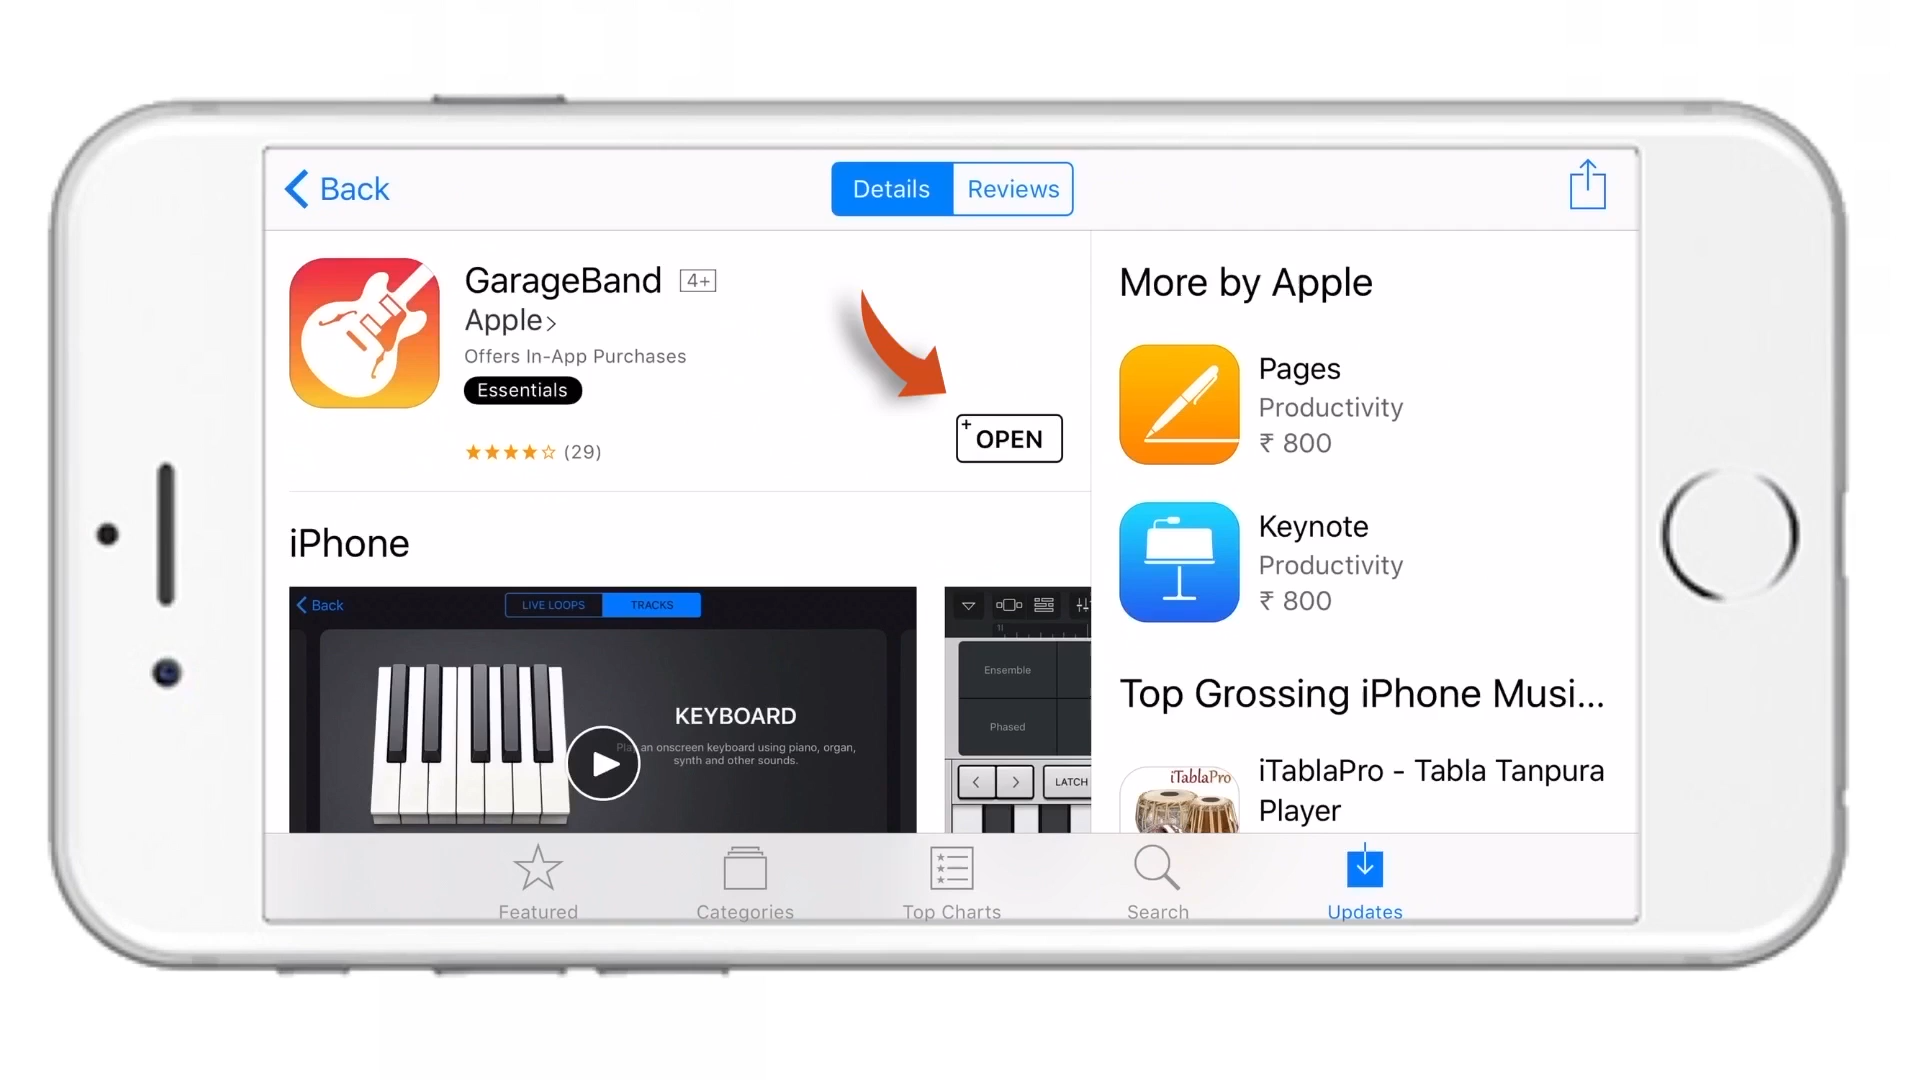 Back
Details
Reviews
GarageBand 4+
Apple>
Offers In-App Purchases
Essentials
★★★★☆ (29)
+ OPEN
iPhone
Back
LIVE LOOPS
TRACKS
KEYBOARD
Play an onscreen keyboard using piano, organ,
synth and other sounds.
Ensemble
Phased
LATCH
More by Apple
Pages
Productivity
₹ 800
Keynote
Productivity
₹ 800
Top Grossing iPhone Musi...
iTablaPro
iTablaPro - Tabla Tanpura
Player
Featured
Categories
Top Charts
Search
Updates